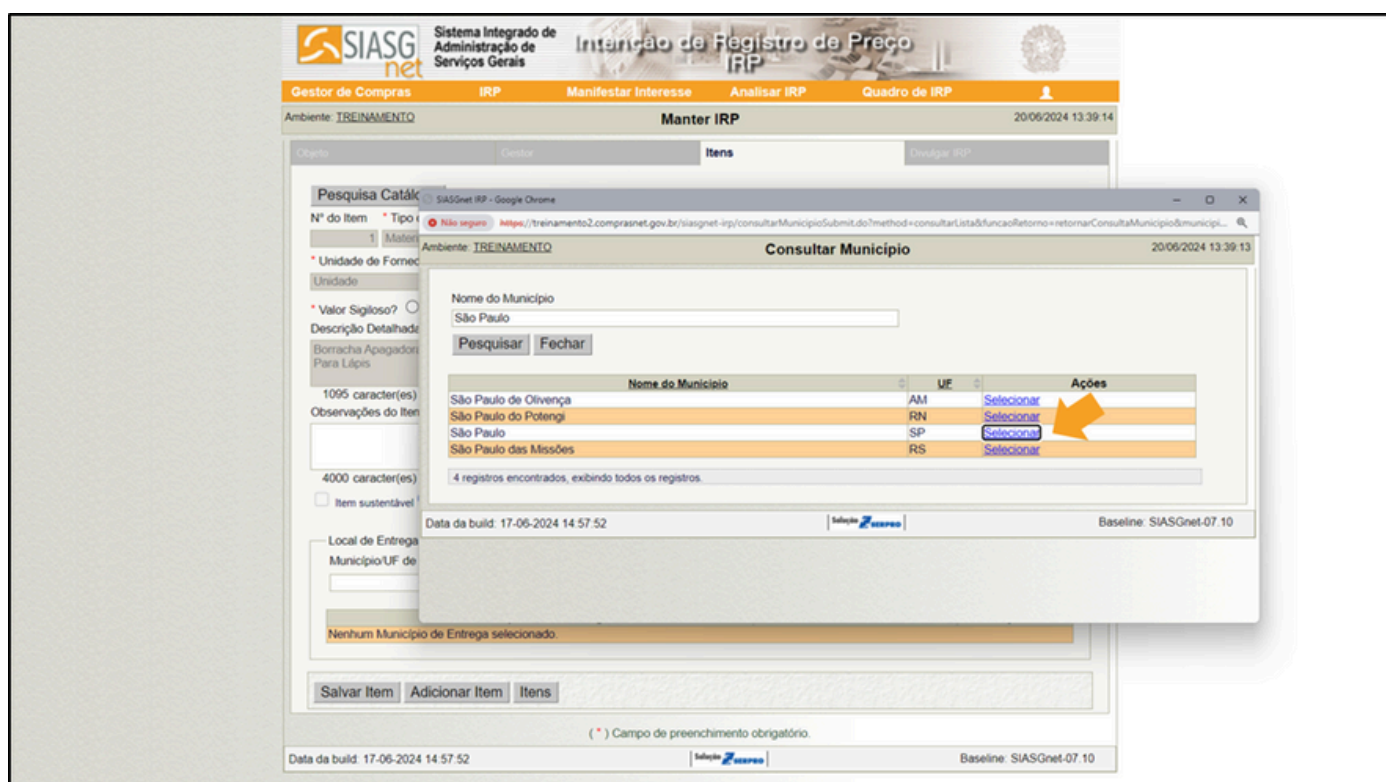 SIASG
net
Sistema Integrado de
Administração de
Serviços Gerais
Intenção de Registro de Preço
IRP
Gestor de Compras IRP Manifestar Interesse Analisar IRP Quadro de IRP
Ambiente: TREINAMENTO Manter IRP 20/06/2024 13:39:14
Objeto Gestor Itens Divulgar IRP
Pesquisa Catálo
Nº do Item * Tipo
1 Materi
* Unidade de Fornec
Unidade
* Valor Sigiloso?
Descrição Detalhada
Borracha Apagadora
Para Lápis
1095 caracter(es)
Observações do Item
4000 caracter(es)
Item sustentável
Local de Entrega
Município/UF de
Nenhum Município de Entrega selecionado.
Salvar Item Adicionar Item Itens
( * ) Campo de preenchimento obrigatório.
Data da build: 17-06-2024 14:57:52 Solução SERPRO Baseline: SIASGnet-07.10
SIASGnet IRP - Google Chrome
Não seguro https://treinamento2.comprasnet.gov.br/siasgnet-irp/consultarMunicipioSubmit.do?method=consultarLista&funcaoRetorno=retornarConsultaMunicipio&municipi...
Ambiente: TREINAMENTO Consultar Município 20/06/2024 13:39:13
Nome do Município
São Paulo
Pesquisar Fechar
Nome do Município UF Ações
São Paulo de Olivença AM Selecionar
São Paulo do Potengi RN Selecionar
São Paulo SP Selecionar
São Paulo das Missões RS Selecionar
4 registros encontrados, exibindo todos os registros.
Data da build: 17-06-2024 14:57:52 Solução SERPRO Baseline: SIASGnet-07.10